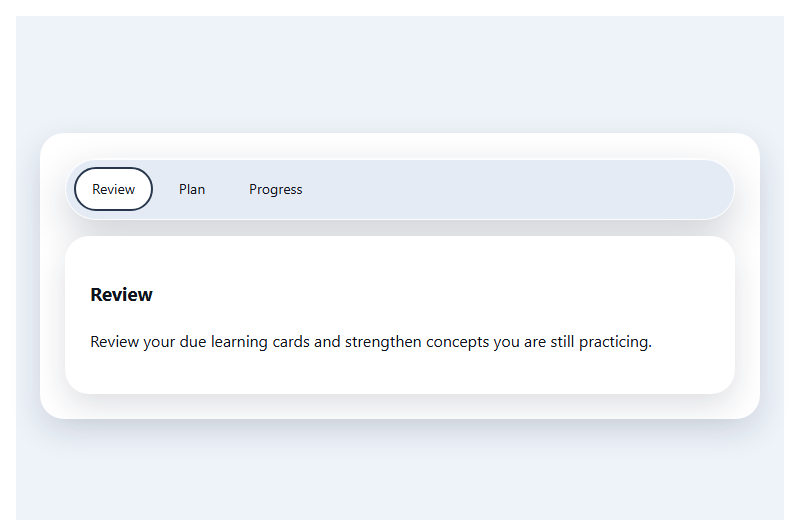 Review Plan Progress
Review
Review your due learning cards and strengthen concepts you are still practicing.